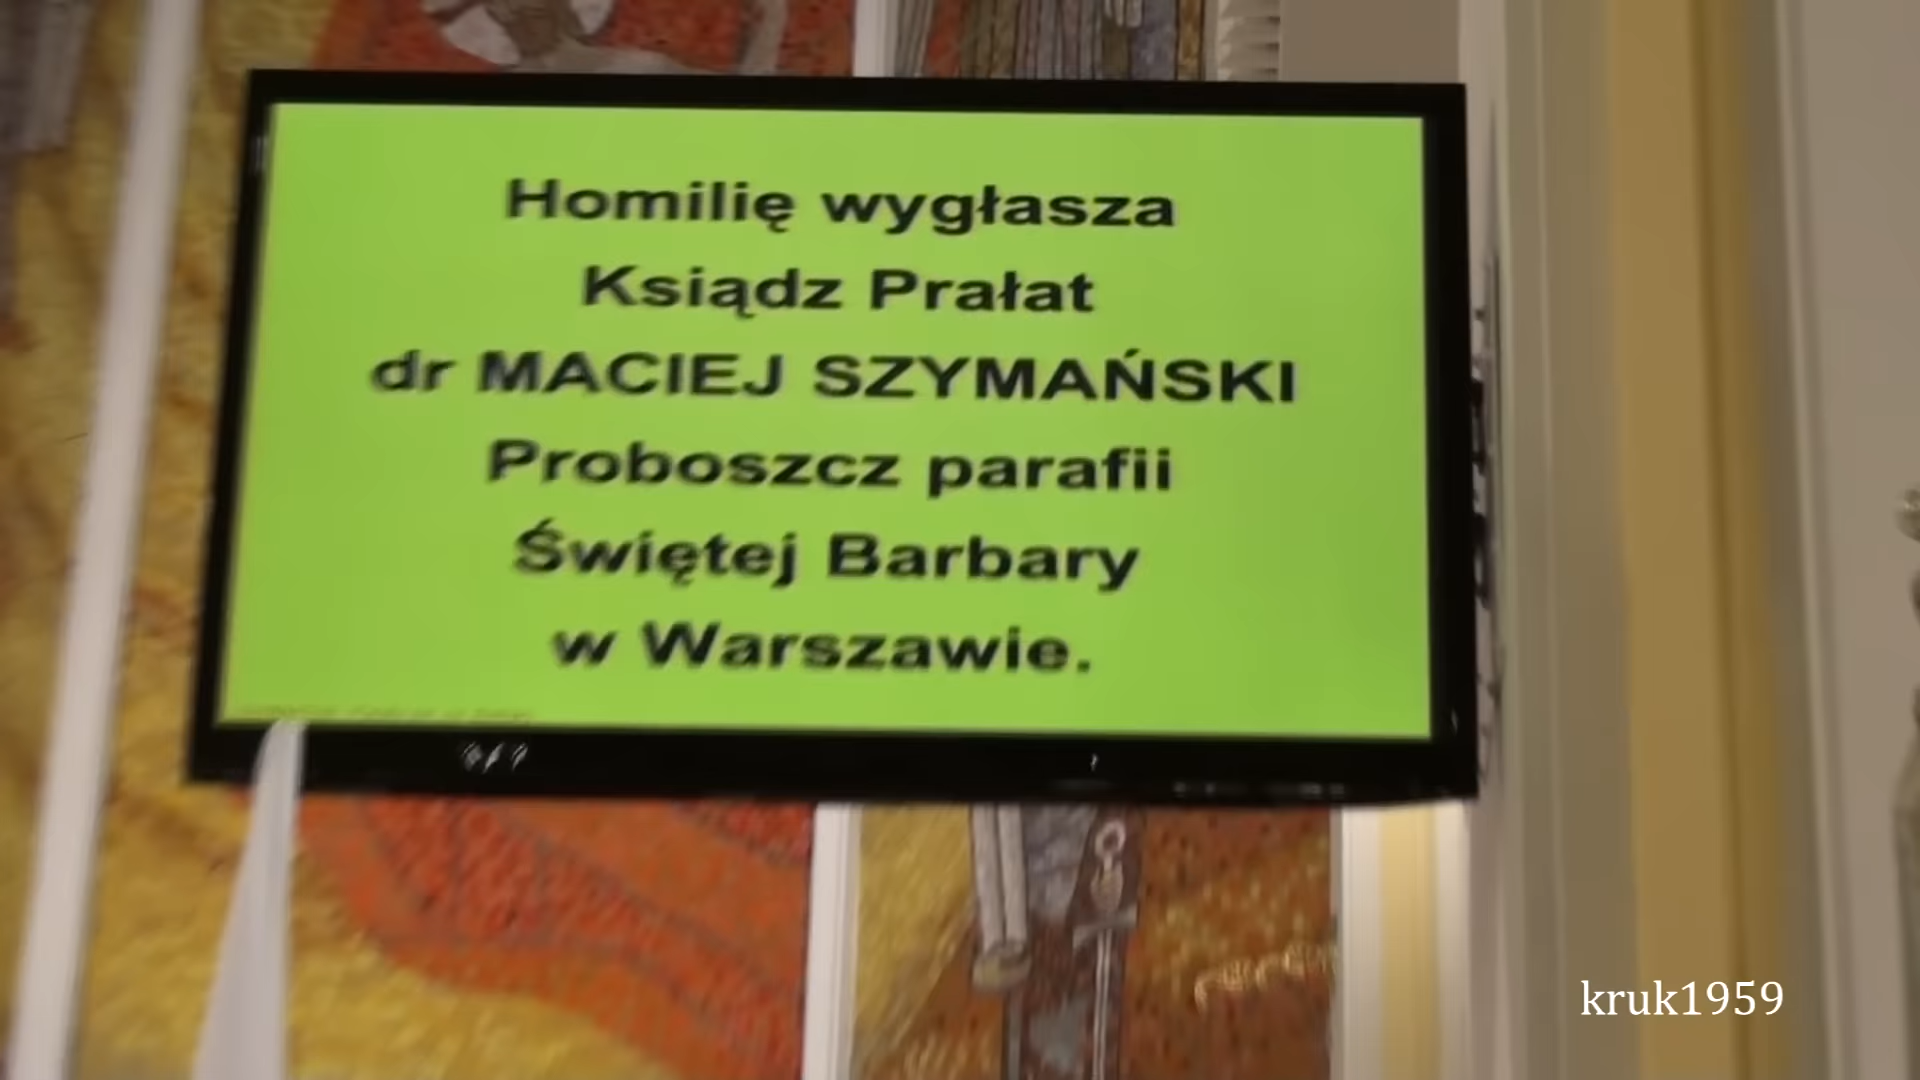 Homilię wygłasza
Ksiądz Prałat
dr MACIEJ SZYMAŃSKI
Proboszcz parafii
Świętej Barbary
w Warszawie.
kruk1959